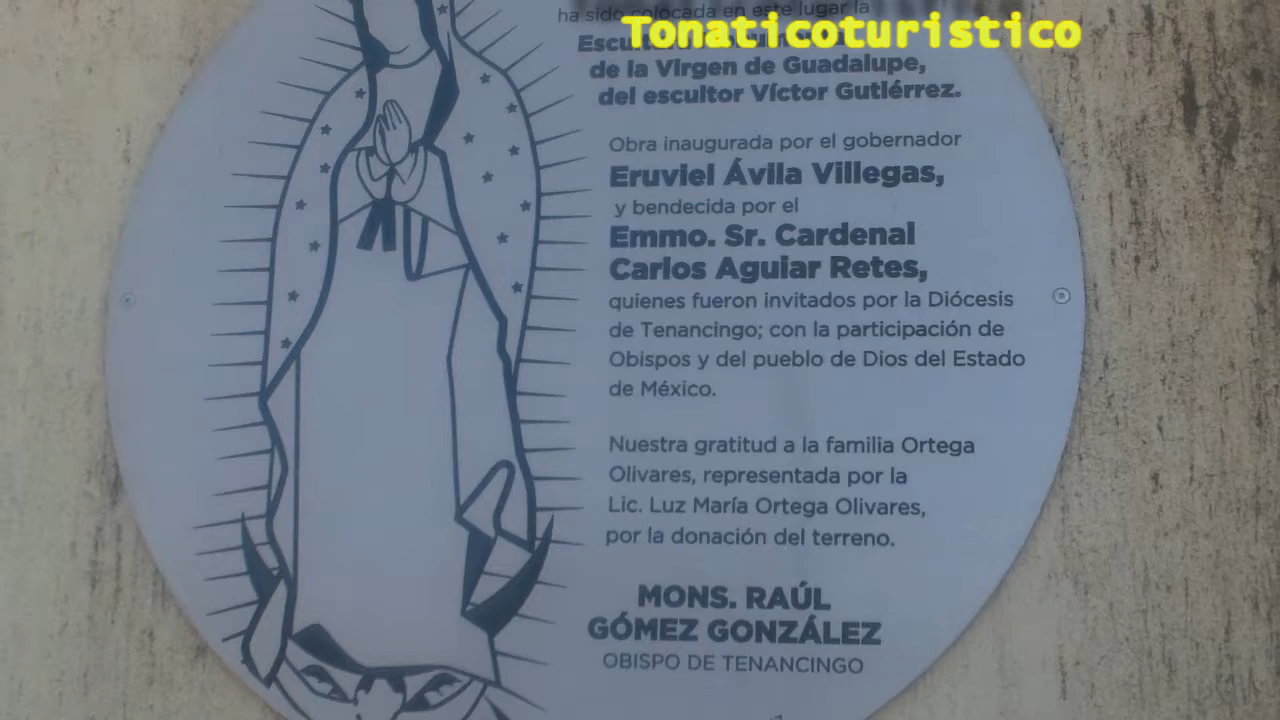 ha sido colocada en este lugar la
Tonaticoturistico
de la Virgen de Guadalupe,
del escultor Víctor Gutiérrez.
Obra inaugurada por el gobernador
Eruviel Ávila Villegas,
y bendecida por el
Emmo. Sr. Cardenal
Carlos Aguiar Retes,
quienes fueron invitados por la Diócesis
de Tenancingo; con la participación de
Obispos y del pueblo de Dios del Estado
de México.
Nuestra gratitud a la familia Ortega
Olivares, representada por la
Lic. Luz María Ortega Olivares,
por la donación del terreno.
MONS. RAÚL
GÓMEZ GONZÁLEZ
OBISPO DE TENANCINGO